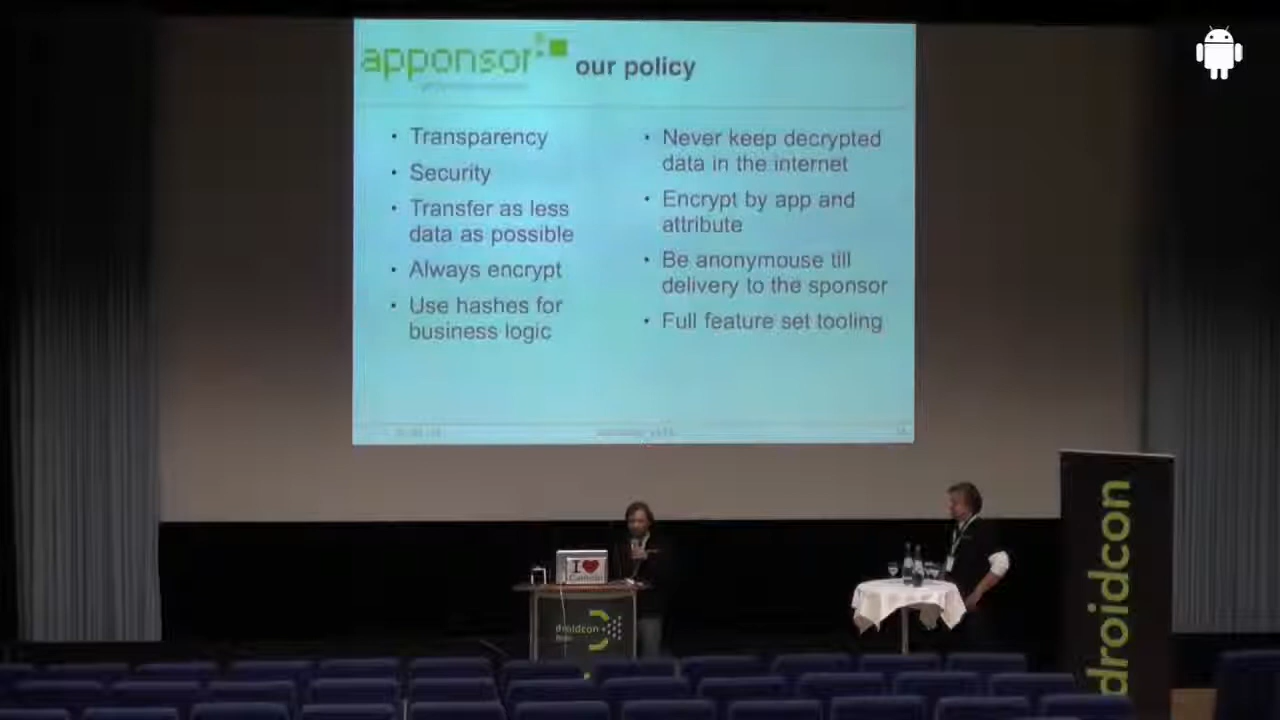 apponsor
our policy
• Transparency
• Security
• Transfer as less
data as possible
• Always encrypt
• Use hashes for
business logic
• Never keep decrypted
data in the internet
• Encrypt by app and
attribute
• Be anonymouse till
delivery to the sponsor
• Full feature set tooling
I ❤
droidcon
droidcon